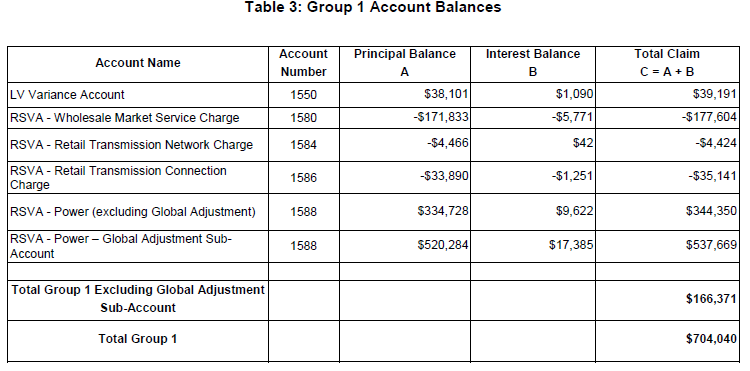 Table 3: Group 1 Account Balances
Account Name Account Number Principal Balance A Interest Balance B Total Claim C = A + B
LV Variance Account 1550 $38,101 $1,090 $39,191
RSVA - Wholesale Market Service Charge 1580 -$171,833 -$5,771 -$177,604
RSVA - Retail Transmission Network Charge 1584 -$4,466 $42 -$4,424
RSVA - Retail Transmission Connection
Charge 1586 -$33,890 -$1,251 -$35,141
RSVA - Power (excluding Global Adjustment) 1588 $334,728 $9,622 $344,350
RSVA - Power – Global Adjustment Sub-
Account 1588 $520,284 $17,385 $537,669
Total Group 1 Excluding Global Adjustment
Sub-Account $166,371
Total Group 1 $704,040